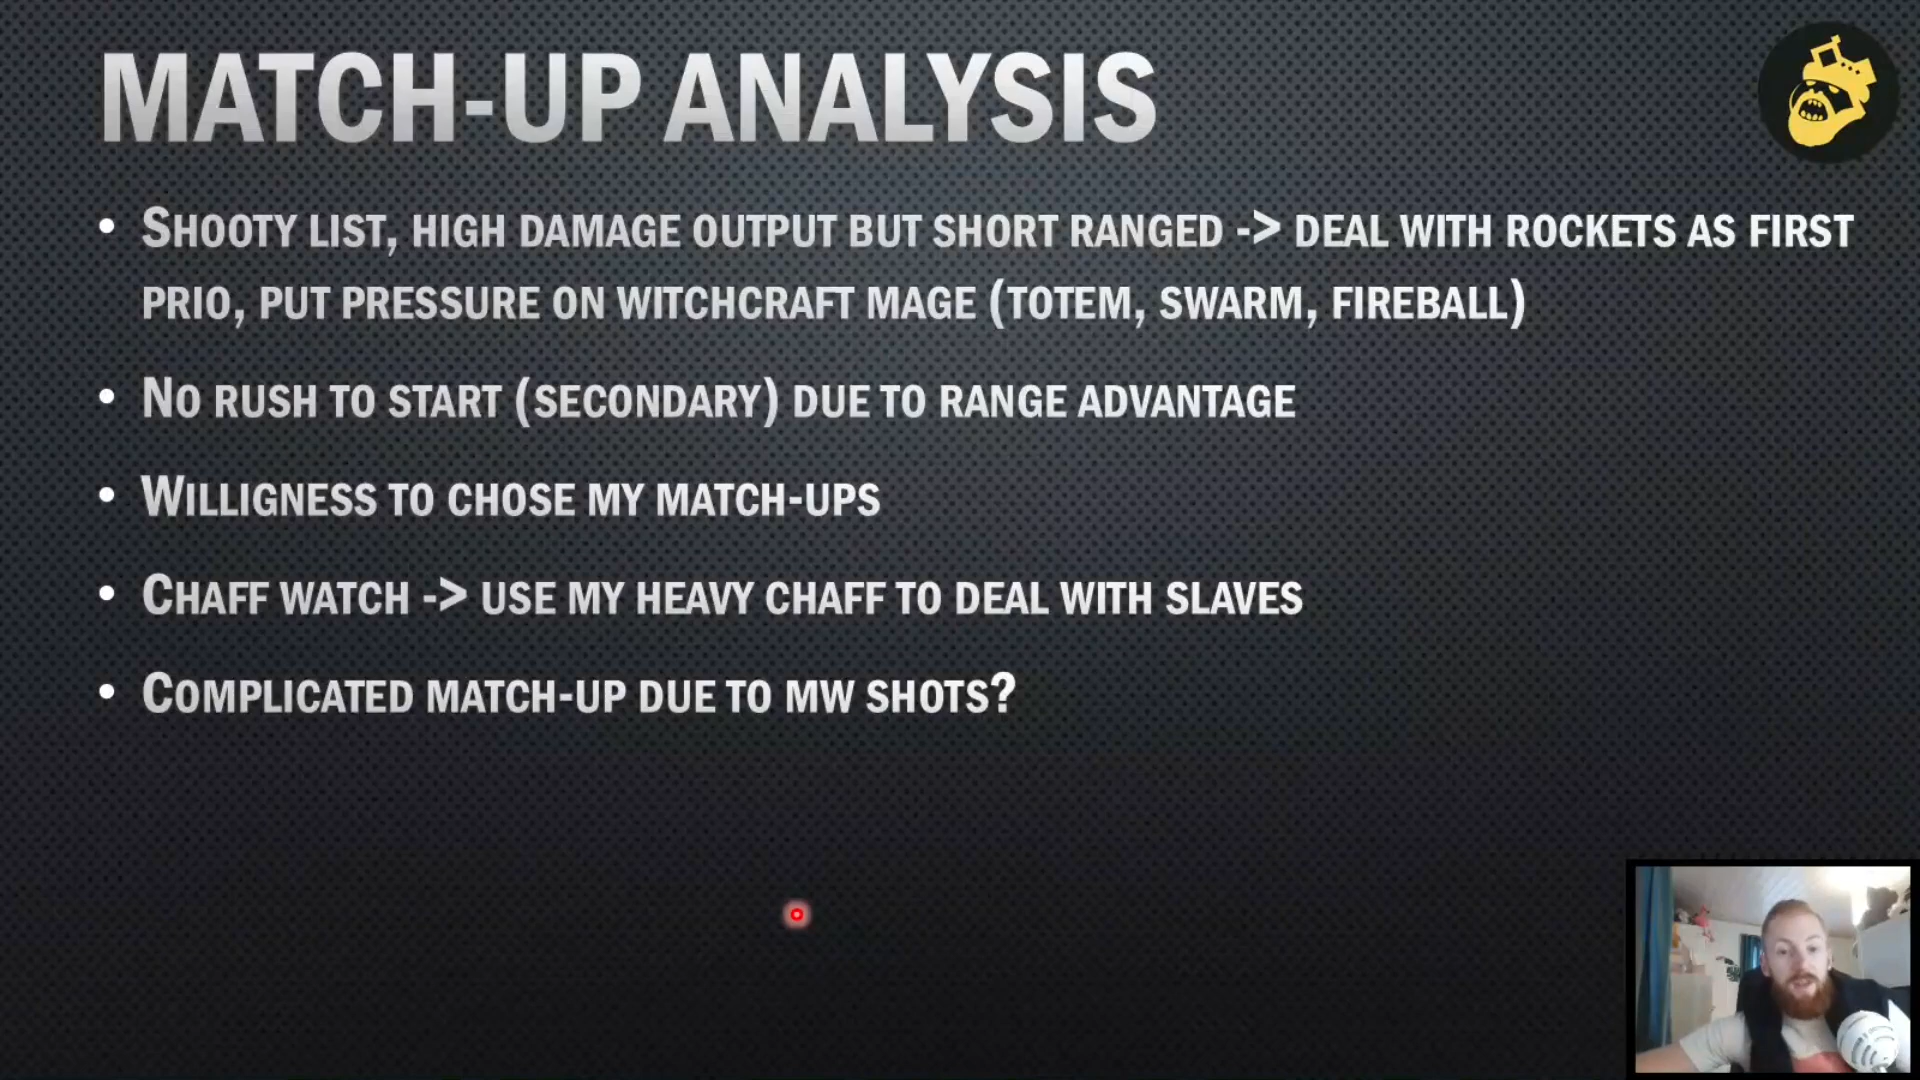 MATCH-UP ANALYSIS
• SHOOTY LIST, HIGH DAMAGE OUTPUT BUT SHORT RANGED -> DEAL WITH ROCKETS AS FIRST
PRIO, PUT PRESSURE ON WITCHCRAFT MAGE (TOTEM, SWARM, FIREBALL)
• NO RUSH TO START (SECONDARY) DUE TO RANGE ADVANTAGE
• WILLIGNESS TO CHOSE MY MATCH-UPS
• CHAFF WATCH -> USE MY HEAVY CHAFF TO DEAL WITH SLAVES
• COMPLICATED MATCH-UP DUE TO MW SHOTS?